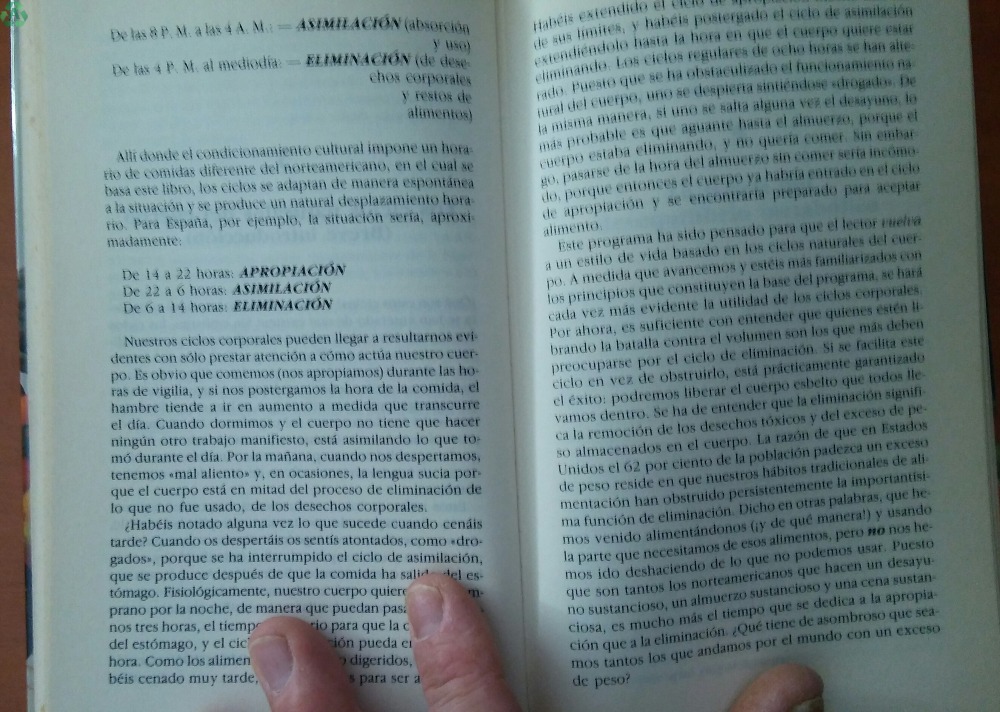 De las 8 P. M. a las 4 A. M.: — ASIMILACIÓN (absorción
y uso)
De las 4 P. M. al mediodía: — ELIMINACIÓN (de dese-
chos corporales
y restos de
alimentos)
Allí donde el condicionamiento cultural impone un hora-
rio de comidas diferente del norteamericano, en el cual se
basa este libro, los ciclos se adaptan de manera espontánea
a la situación y se produce un natural desplazamiento hora-
rio. Para España, por ejemplo, la situación sería, aproxi-
madamente:
De 14 a 22 horas: APROPIACIÓN
De 22 a 6 horas: ASIMILACIÓN
De 6 a 14 horas: ELIMINACIÓN
Nuestros ciclos corporales pueden llegar a resultarnos evi-
dentes con sólo prestar atención a cómo actúa nuestro cuer-
po. Es obvio que comemos (nos apropiamos) durante las ho-
ras de vigilia, y si nos postergamos la hora de la comida, el
hambre tiende a ir en aumento a medida que transcurre
el día. Cuando dormimos y el cuerpo no tiene que hacer
ningún otro trabajo manifiesto, está asimilando lo que to-
mó durante el día. Por la mañana, cuando nos despertamos,
tenemos «mal aliento» y, en ocasiones, la lengua sucia por-
que el cuerpo está en mitad del proceso de eliminación de
lo que no fue usado, de los desechos corporales.
¿Habéis notado alguna vez lo que sucede cuando cenáis
tarde? Cuando os despertáis os sentís atontados, como «dro-
gados», porque se ha interrumpido el ciclo de asimilación,
que se produce después de que la comida ha del es-
tómago. Fisiológicamente, nuestro cuerpo quiere
prano por la noche, de manera que puedan
nos tres horas, el para que la
del estómago, y el pueda
hora. Como los digeridos,
béis cenado muy tarde, para ser
Habéis extendido el ciclo de apropiación
de sus límites, y habéis postergado el ciclo de asimilación
extendiéndolo hasta la hora en que el cuerpo quiere estar
eliminando. Los ciclos regulares de ocho horas se han alte-
rado. Puesto que se ha obstaculizado el funcionamiento na-
tural del cuerpo, uno se despierta sintiéndose «drogado». De
la misma manera, si uno se salta alguna vez el desayuno, lo
más probable es que aguante hasta el almuerzo, porque el
cuerpo estaba eliminando, y no quería comer. Sin embar-
go, pasarse de la hora del almuerzo sin comer sería incómo-
do, porque entonces el cuerpo ya habría entrado en el ciclo
de apropiación y se encontraría preparado para aceptar
alimento.
Este programa ha sido pensado para que el lector vuelva
a un estilo de vida basado en los ciclos naturales del cuer-
po. A medida que avancemos y estéis más familiarizados con
los principios que constituyen la base del programa, se hará
cada vez más evidente la utilidad de los ciclos corporales.
Por ahora, es suficiente con entender que quienes estén li-
brando la batalla contra el volumen son los que más deben
preocuparse por el ciclo de eliminación. Si se facilita este
ciclo en vez de obstruirlo, está prácticamente garantizado
el éxito: podremos liberar el cuerpo esbelto que todos lle-
vamos dentro. Se ha de entender que la eliminación signifi-
ca la remoción de los desechos tóxicos y del exceso de pe-
so almacenados en el cuerpo. La razón de que en Estados
Unidos el 62 por ciento de la población padezca un exceso
de peso reside en que nuestros hábitos tradicionales de ali-
mentación han obstruido persistentemente la importantísi-
ma función de eliminación. Dicho en otras palabras, que he-
mos venido alimentándonos (¡y de qué manera!) y usando
la parte que necesitamos de esos alimentos, pero no nos he-
mos ido deshaciendo de lo que no podemos usar. Puesto
que son tantos los norteamericanos que hacen un desayu-
no sustancioso, un almuerzo sustancioso y una cena sustan-
ciosa, es mucho más el tiempo que se dedica a la apropia-
ción que a la eliminación. ¿Qué tiene de asombroso que sea-
mos tantos los que andamos por el mundo con un exceso
de peso?